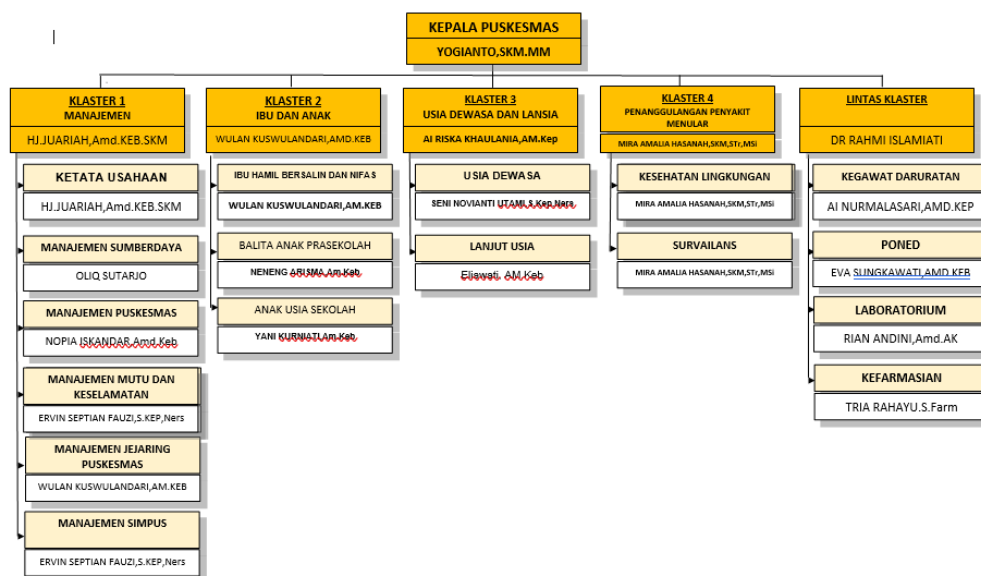 KEPALA PUSKESMAS
YOGIANTO,SKM.MM
KLASTER 1
MANAJEMEN
HJ.JUARIAH,Amd.KEB.SKM
KETATA USAHAAN
HJ.JUARIAH,Amd.KEB.SKM
MANAJEMEN SUMBERDAYA
OLIQ SUTARJO
MANAJEMEN PUSKESMAS
NOPIA ISKANDAR,Amd.Keb
MANAJEMEN MUTU DAN
KESELAMATAN
ERVIN SEPTIAN FAUZI,S.KEP,Ners
MANAJEMEN JEJARING
PUSKESMAS
WULAN KUSWULANDARI,AM.KEB
MANAJEMEN SIMPUS
ERVIN SEPTIAN FAUZI,S.KEP,Ners
KLASTER 2
IBU DAN ANAK
WULAN KUSWULANDARI,AMD.KEB
IBU HAMIL BERSALIN DAN NIFAS
WULAN KUSWULANDARI,AM.KEB
BALITA ANAK PRASEKOLAH
NENENG ARISMA,Am.Keb
ANAK USIA SEKOLAH
YANI KURNIATI,Am.Keb
KLASTER 3
USIA DEWASA DAN LANSIA
AI RISKA KHAULANIA,AM.Kep
USIA DEWASA
SENI NOVIANTI UTAMI,S.Kep,Ners
LANJUT USIA
Eliawati, AM.Keb
KLASTER 4
PENANGGULANGAN PENYAKIT
MENULAR
MIRA AMALIA HASANAH,SKM,STr,MSi
KESEHATAN LINGKUNGAN
MIRA AMALIA HASANAH,SKM,STr,MSi
SURVAILANS
MIRA AMALIA HASANAH,SKM,STr,MSi
LINTAS KLASTER
DR RAHMI ISLAMIATI
KEGAWAT DARURATAN
AI NURMALASARI,AMD.KEP
PONED
EVA SUNGKAWATI,AMD.KEB
LABORATORIUM
RIAN ANDINI,Amd.AK
KEFARMASIAN
TRIA RAHAYU.S.Farm